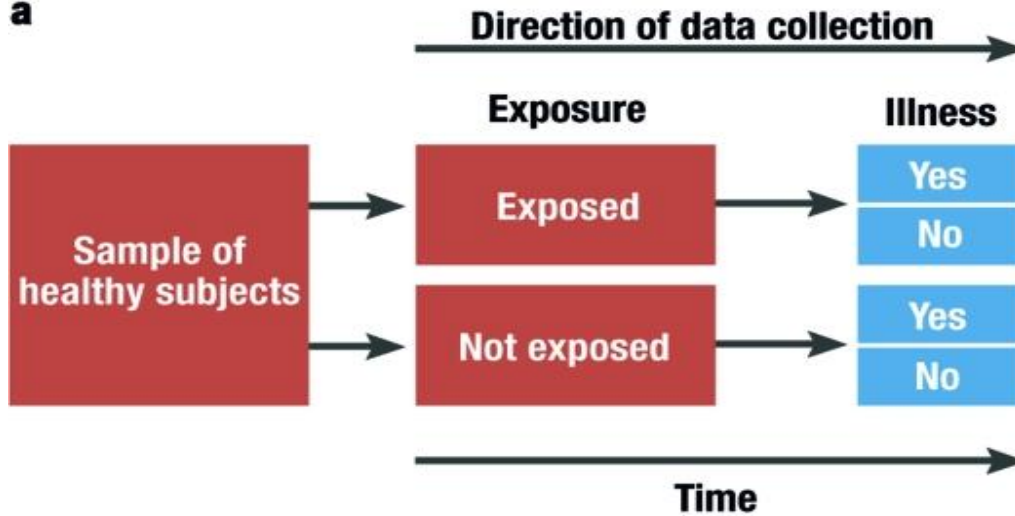 a
Direction of data collection
Exposure
Illness
Sample of
healthy subjects
Exposed
Yes
No
Not exposed
Yes
No
Time